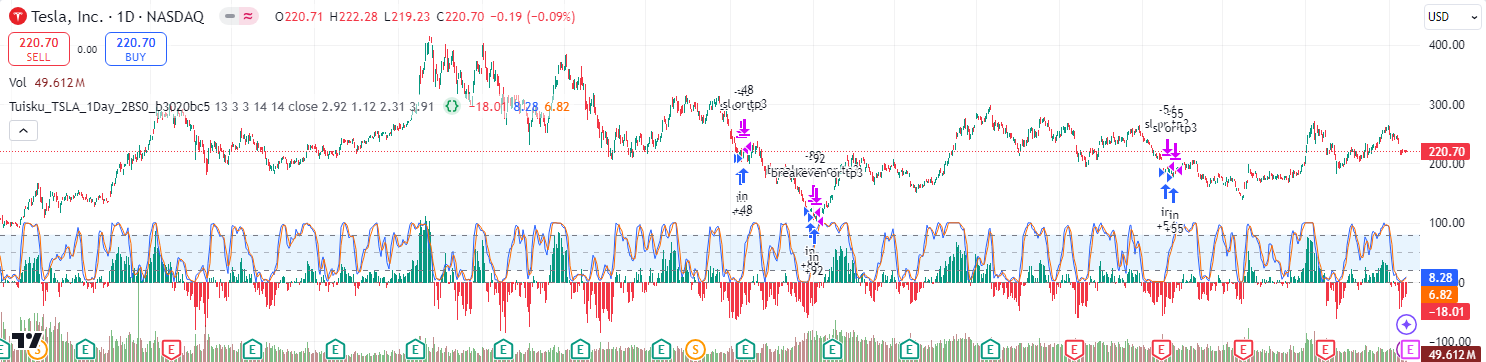 Tesla, Inc. · 1D · NASDAQ O220.71 H222.28 L219.23 C220.70 −0.19 (−0.09%)
USD
220.70 SELL 0.00 220.70 BUY
Vol 49.612 M
Tuisku_TSLA_1Day_2BS0_b3020bc5 13 3 3 14 14 close 2.92 1.12 2.31 3.91 −18.01 8.28 6.82
400.00
300.00
220.70
200.00
100.00
8.28
6.82
−18.01
−100.00
49.612 M
-48
sl or tp3
in
+48
-92
breakeven or tp3
in
+92
-55
sl or tp3
in
+55
E
S
E
E
E
E
E
E
E
E
S
E
E
E
E
E
E
E
E
E